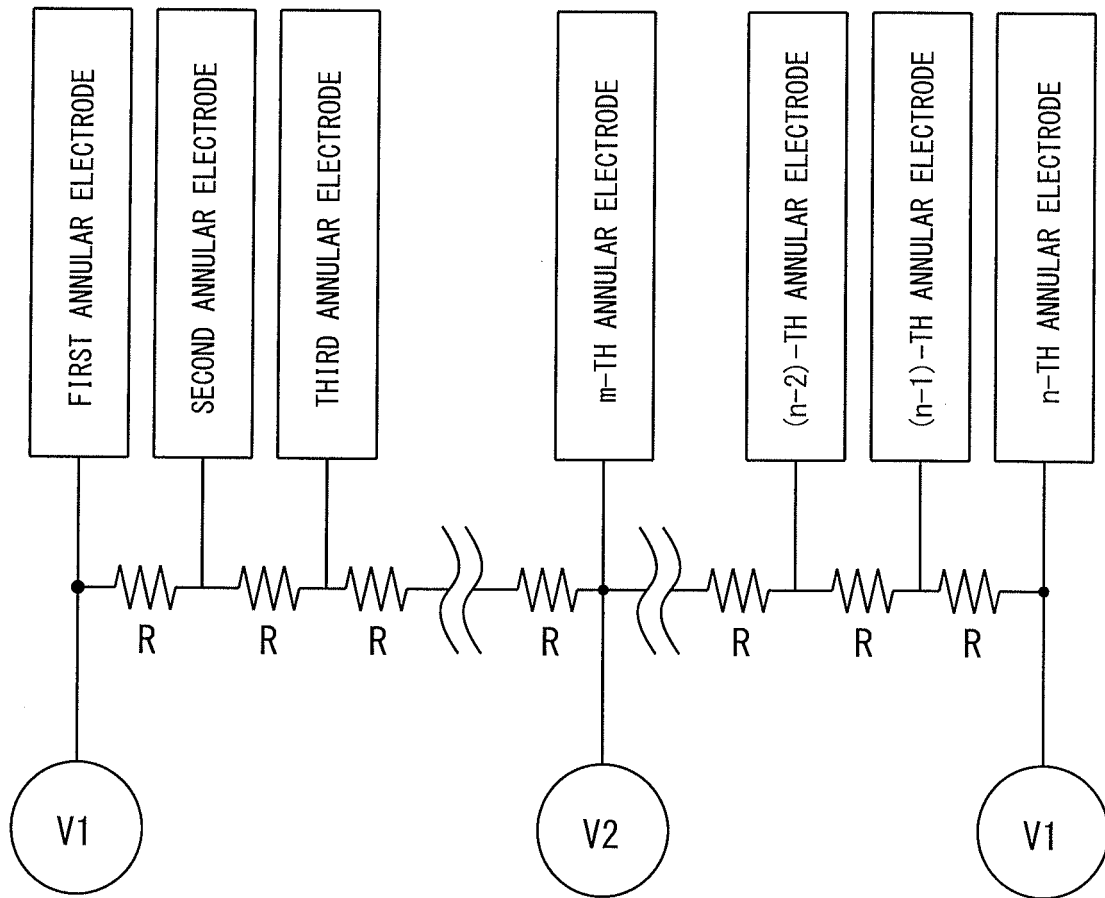 FIRST ANNULAR ELECTRODE
SECOND ANNULAR ELECTRODE
THIRD ANNULAR ELECTRODE
m-TH ANNULAR ELECTRODE
(n-2)-TH ANNULAR ELECTRODE
(n-1)-TH ANNULAR ELECTRODE
n-TH ANNULAR ELECTRODE
R R R R R R R
V1 V2 V1